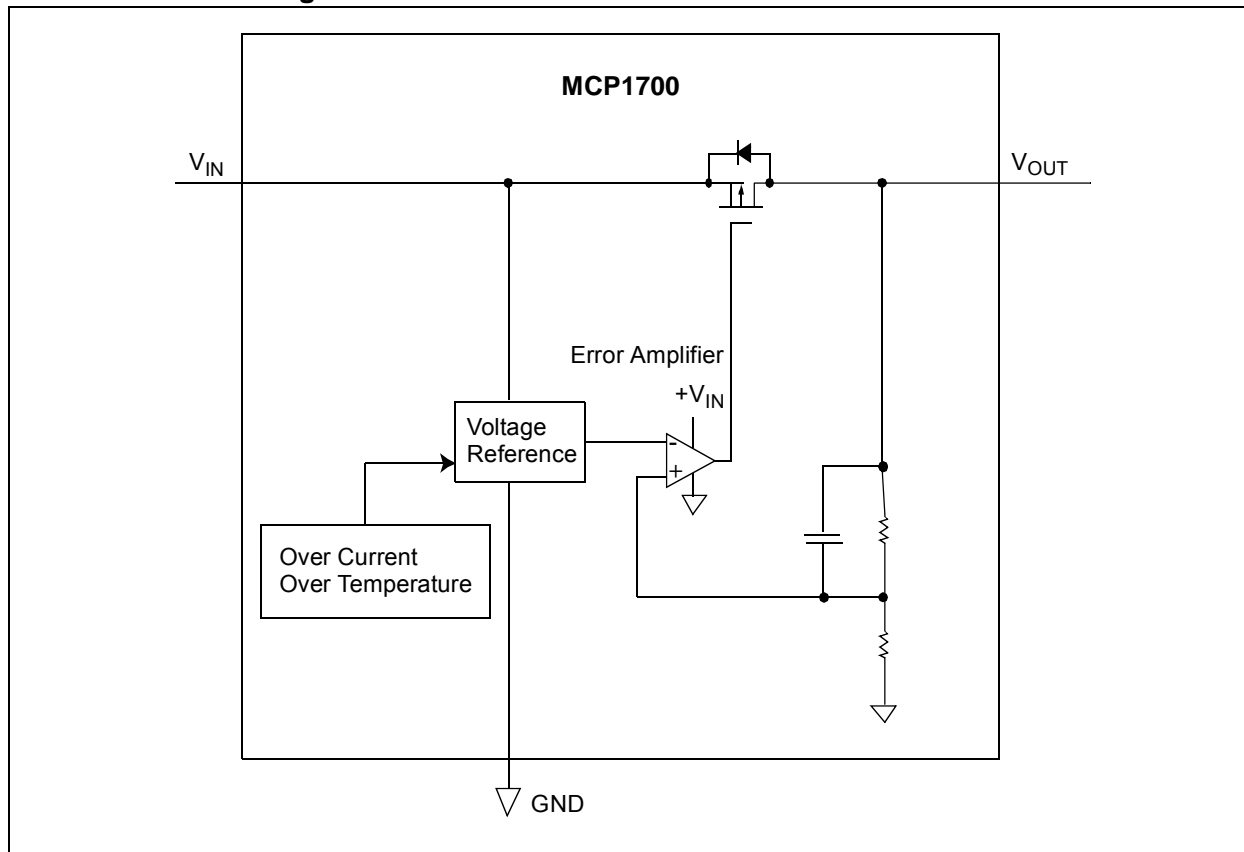 MCP1700
VIN
VOUT
Error Amplifier
+VIN
Voltage
Reference
-
+
Over Current
Over Temperature
GND